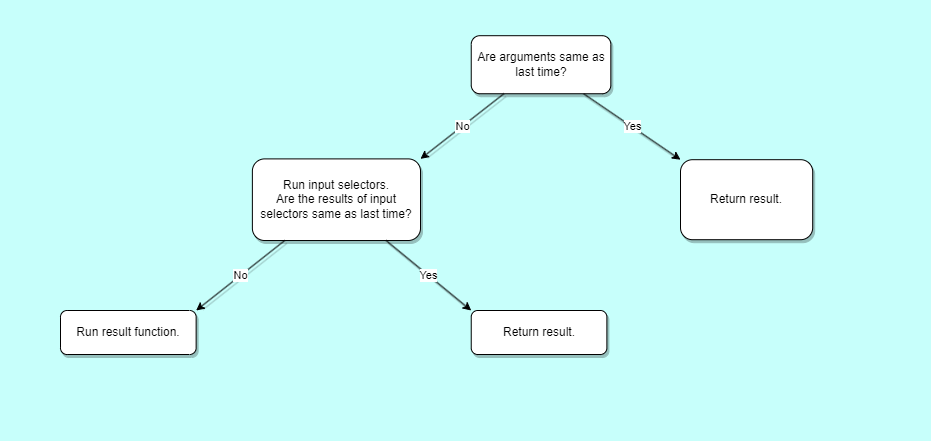 Are arguments same as
last time?
No
Yes
Run input selectors.
Are the results of input
selectors same as last time?
Return result.
No
Yes
Run result function.
Return result.